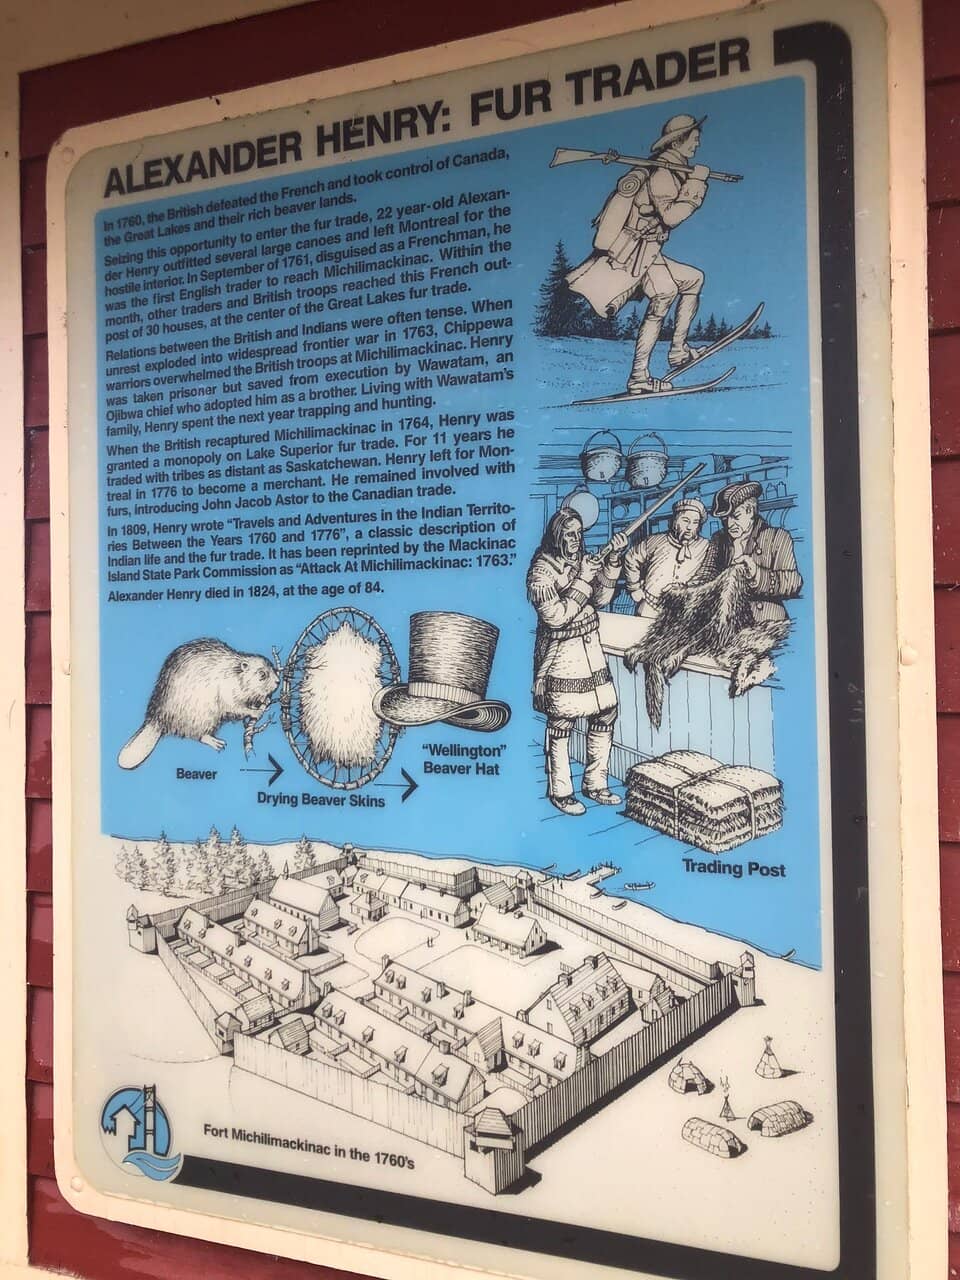 ALEXANDER HENRY: FUR TRADER
In 1760, the British defeated the French and took control of Canada,
the Great Lakes and their rich beaver lands.
Seizing this opportunity to enter the fur trade, 22 year-old Alexan-
der Henry outfitted several large canoes and left Montreal for the
hostile interior. In September of 1761, disguised as a Frenchman, he
was the first English trader to reach Michilimackinac. Within the
month, other traders and British troops reached this French out-
post of 30 houses, at the center of the Great Lakes fur trade.
Relations between the British and Indians were often tense. When
unrest exploded into widespread frontier war in 1763, Chippewa
warriors overwhelmed the British troops at Michilimackinac. Henry
was taken prisoner but saved from execution by Wawatam, an
Ojibwa chief who adopted him as a brother. Living with Wawatam's
family, Henry spent the next year trapping and hunting.
When the British recaptured Michilimackinac in 1764, Henry was
granted a monopoly on Lake Superior fur trade. For 11 years he
traded with tribes as distant as Saskatchewan. Henry left for Mon-
treal in 1776 to become a merchant. He remained involved with
furs, introducing John Jacob Astor to the Canadian trade.
In 1809, Henry wrote "Travels and Adventures in the Indian Territo-
ries Between the Years 1760 and 1776", a classic description of
Indian life and the fur trade. It has been reprinted by the Mackinac
Island State Park Commission as "Attack At Michilimackinac: 1763."
Alexander Henry died in 1824, at the age of 84.
Beaver
Drying Beaver Skins
"Wellington"
Beaver Hat
Trading Post
Fort Michilimackinac in the 1760's